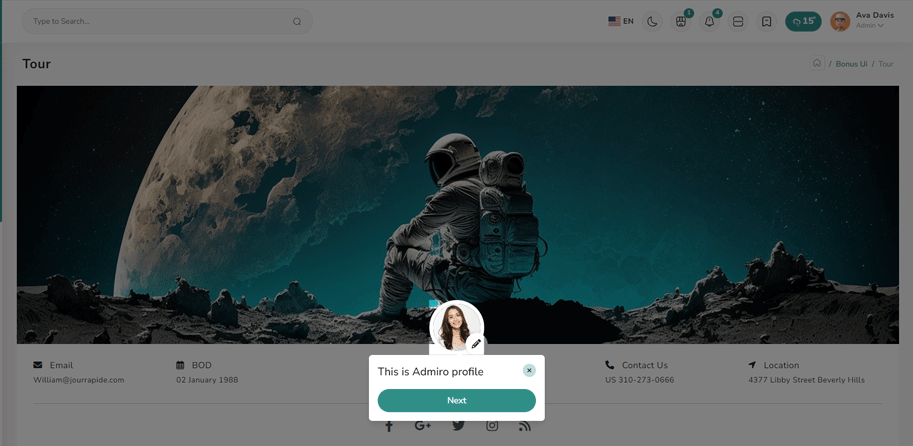 Type to Search...
EN
1
4
15°
Ava Davis
Admin
Tour
/ Bonus Ui / Tour
Email
William@jourrapide.com
BOD
02 January 1988
Contact Us
US 310-273-0666
Location
4377 Libby Street Beverly Hills
This is Admiro profile
Next
G+